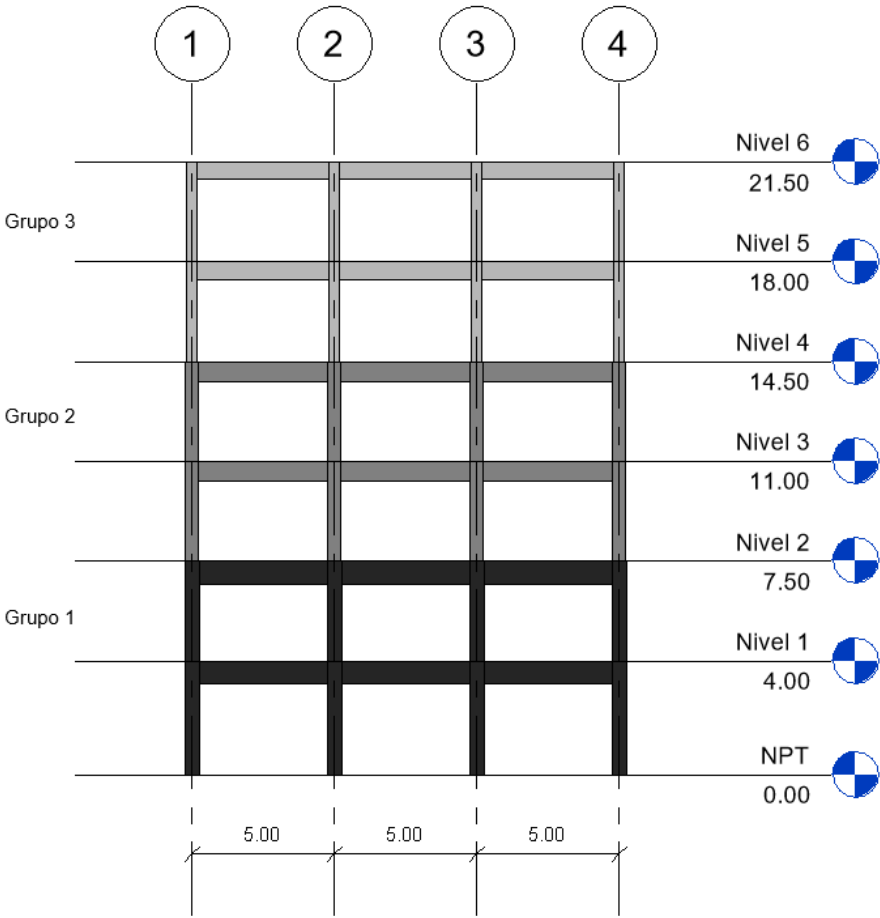 1 2 3 4
Nivel 6
21.50
Grupo 3
Nivel 5
18.00
Nivel 4
14.50
Grupo 2
Nivel 3
11.00
Nivel 2
7.50
Grupo 1
Nivel 1
4.00
NPT
0.00
5.00 5.00 5.00